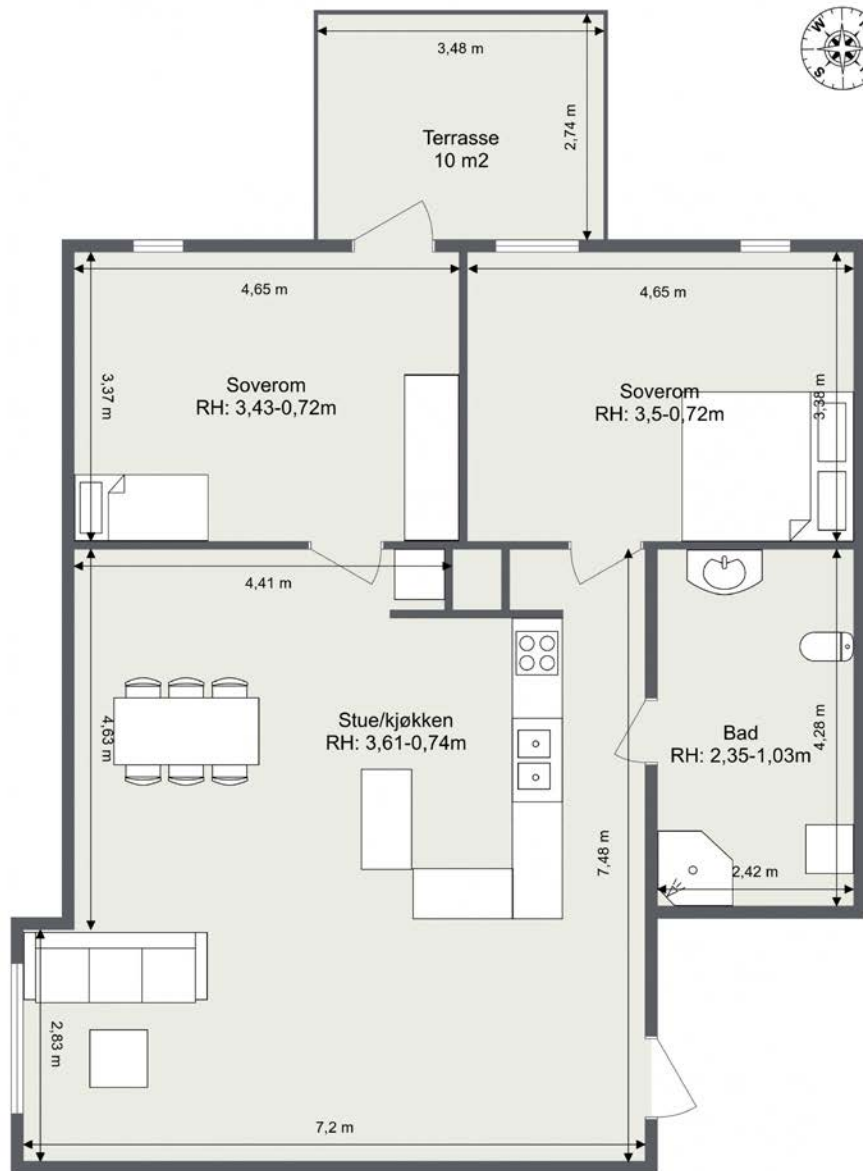 W
S
3,48 m
2,74 m
Terrasse
10 m2
4,65 m
4,65 m
3,37 m
Soverom
RH: 3,43-0,72m
Soverom
RH: 3,5-0,72m
3,38 m
4,41 m
4,63 m
Stue/kjøkken
RH: 3,61-0,74m
Bad
RH: 2,35-1,03m
4,28 m
7,48 m
2,42 m
2,83 m
7,2 m